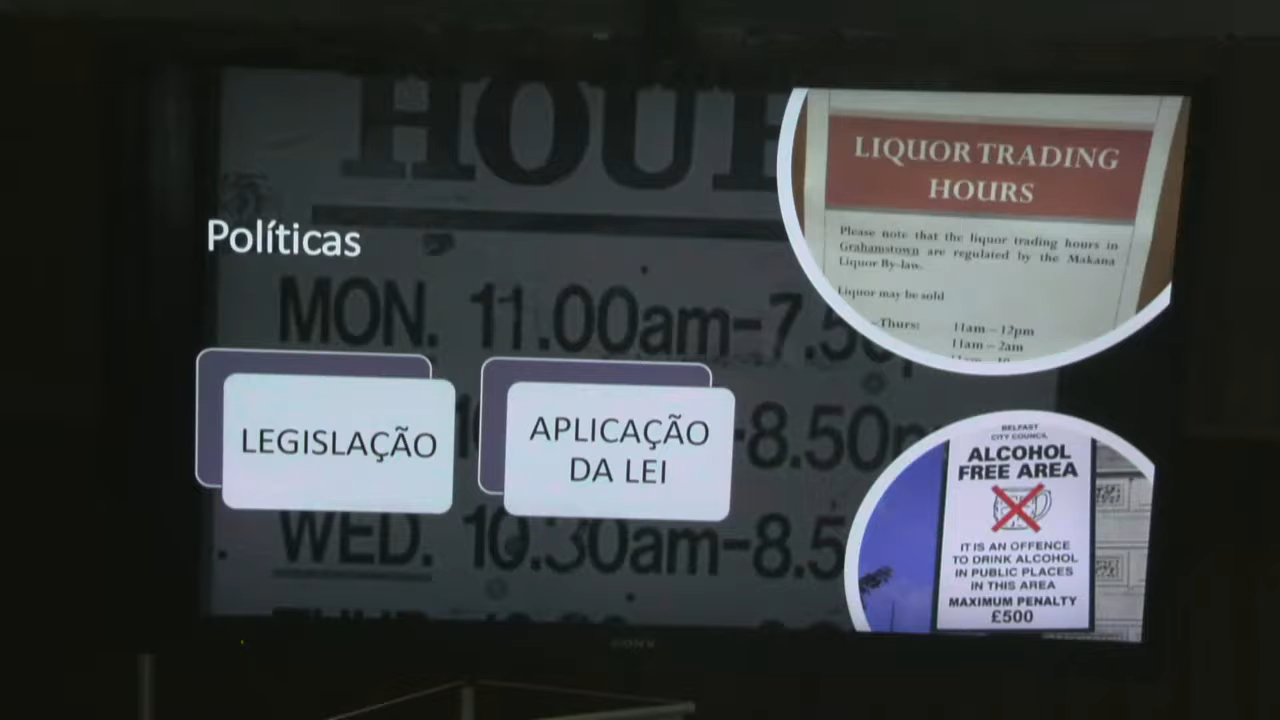 HOUR
Políticas
MON. 11.00am-7.50p
-8.50p
WED. 10.30am-8.5
LEGISLAÇÃO
APLICAÇÃO
DA LEI
LIQUOR TRADING
HOURS
Please note that the liquor trading hours in
Grahamstown are regulated by the Makana
Liquor By-law.
Liquor may be sold
-Thurs: 11am – 12pm
11am – 2am
BELFAST
CITY COUNCIL
ALCOHOL
FREE AREA
IT IS AN OFFENCE
TO DRINK ALCOHOL
IN PUBLIC PLACES
IN THIS AREA
MAXIMUM PENALTY
£500
SONY